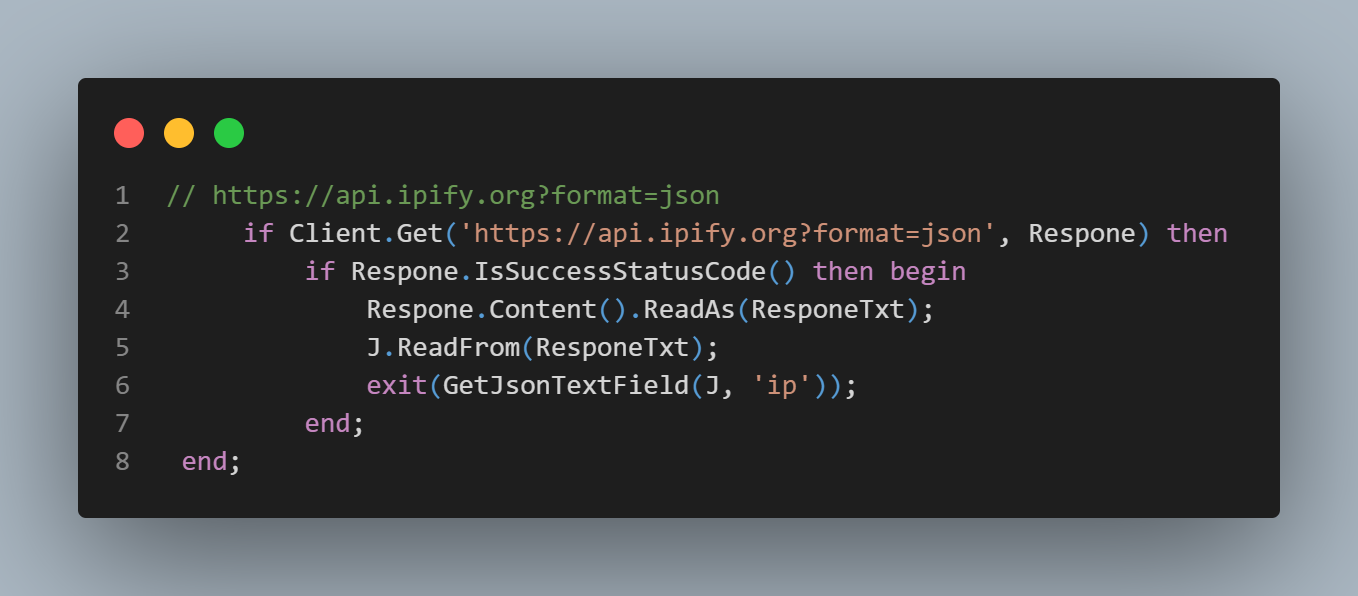 1 // https://api.ipify.org?format=json
2 if Client.Get('https://api.ipify.org?format=json', Respone) then
3 if Respone.IsSuccessStatusCode() then begin
4 Respone.Content().ReadAs(ResponeTxt);
5 J.ReadFrom(ResponeTxt);
6 exit(GetJsonTextField(J, 'ip'));
7 end;
8 end;